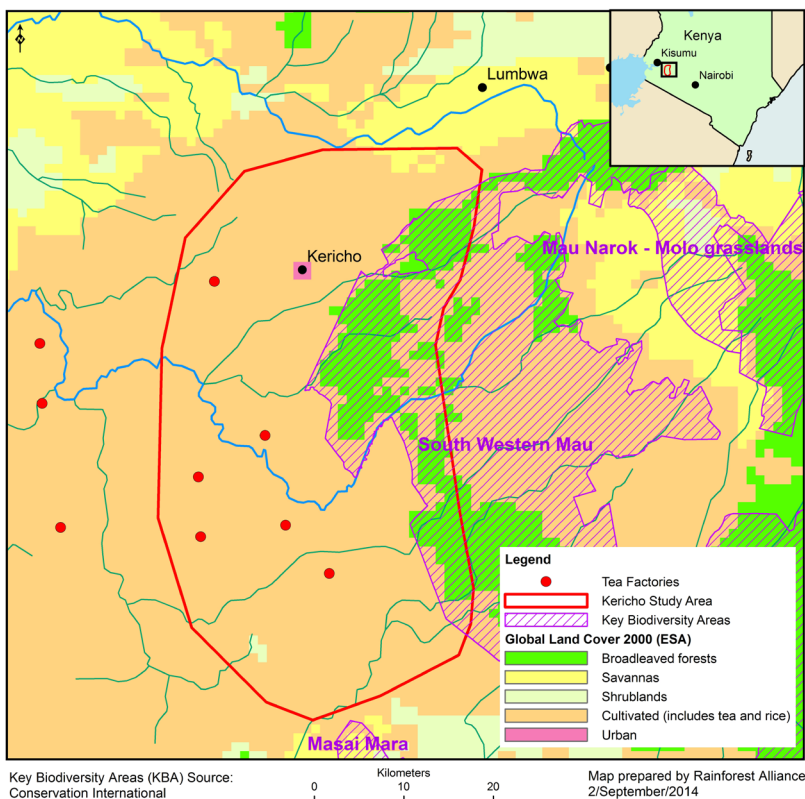 N
Lumbwa
Kenya
Kisumu
Nairobi
Kericho
Mau Narok - Molo grasslands
South Western Mau
Masai Mara
Legend
Tea Factories
Kericho Study Area
Key Biodiversity Areas
Global Land Cover 2000 (ESA)
Broadleaved forests
Savannas
Shrublands
Cultivated (includes tea and rice)
Urban
Key Biodiversity Areas (KBA) Source:
Conservation International
Kilometers
0 10 20
Map prepared by Rainforest Alliance
2/September/2014